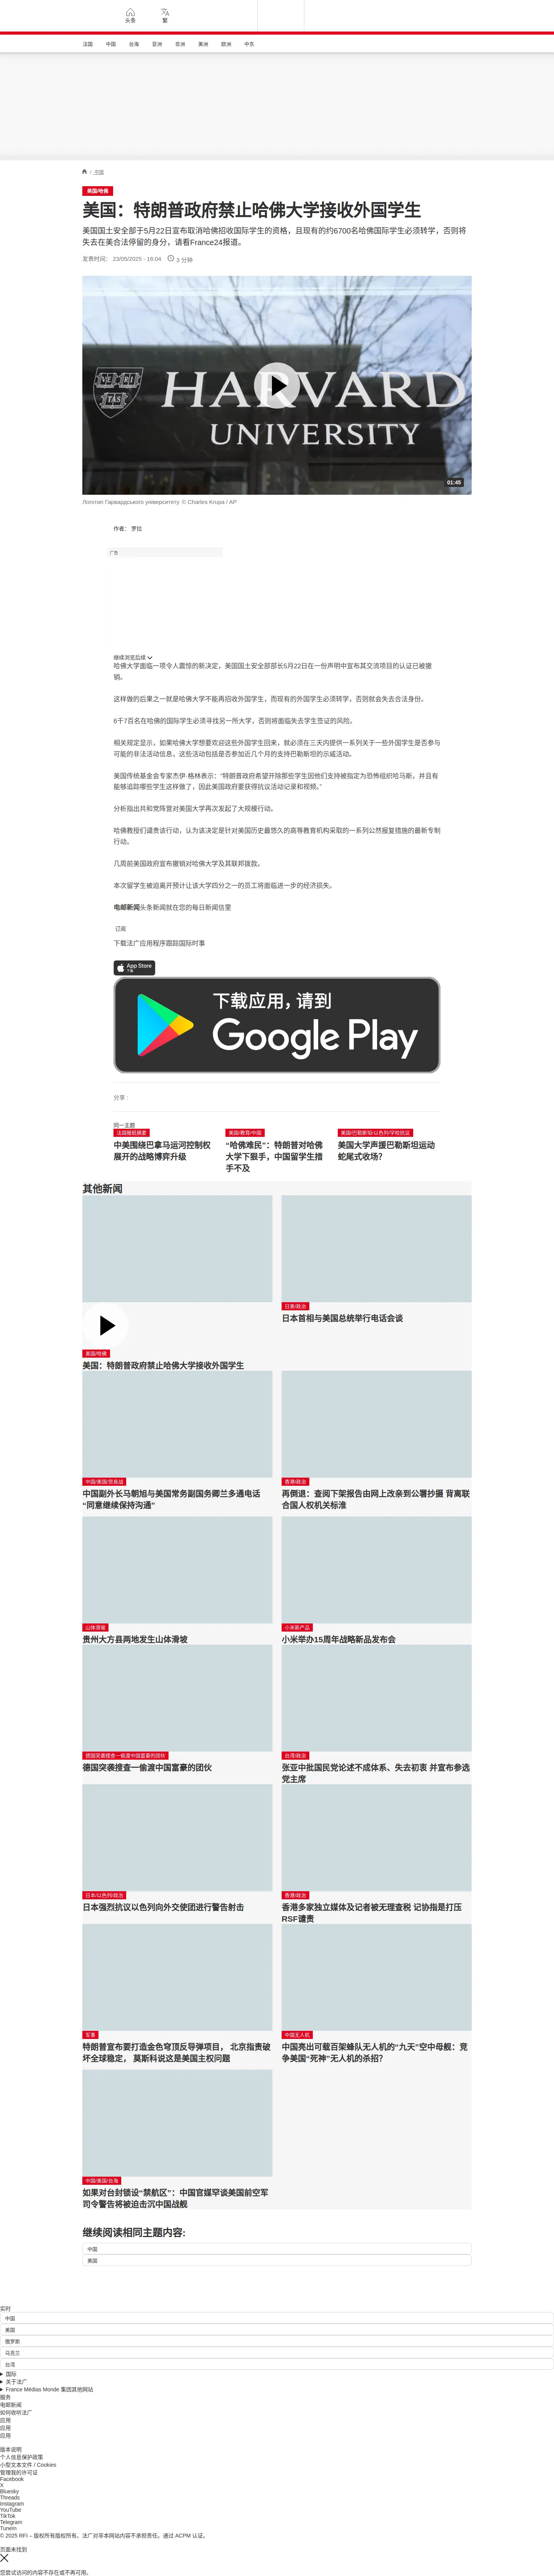 头条
繁
法国
中国
台海
亚洲
非洲
美洲
欧洲
中东
/ 中国
美国/哈佛
美国：特朗普政府禁止哈佛大学接收外国学生
美国国土安全部于5月22日宣布取消哈佛招收国际学生的资格，且现有的约6700名哈佛国际学生必须转学，否则将
失去在美合法停留的身分，请看France24报道。
发表时间： 23/05/2025 - 16:04
3 分钟
VE RI TAS
HARVARD
UNIVERSITY
01:45
Логотип Гарвардського університету © Charles Krupa / AP
作者： 罗拉
广告
继续浏览后续
哈佛大学面临一项令人震惊的新决定，美国国土安全部部长5月22日在一份声明中宣布其交流项目的认证已被撤
销。
这样做的后果之一就是哈佛大学不能再招收外国学生，而现有的外国学生必须转学，否则就会失去合法身份。
6千7百名在哈佛的国际学生必须寻找另一所大学，否则将面临失去学生签证的风险。
相关规定显示，如果哈佛大学想要欢迎这些外国学生回来，就必须在三天内提供一系列关于一些外国学生是否参与
可能的非法活动信息，这些活动包括是否参加近几个月的支持巴勒斯坦的示威活动。
美国传统基金会专家杰伊·格林表示：“特朗普政府希望开除那些学生因他们支持被指定为恐怖组织哈马斯，并且有
能够追踪哪些学生这样做了，因此美国政府要获得抗议活动记录和视频。”
分析指出共和党阵营对美国大学再次发起了大规模行动。
哈佛教授们谴责该行动，认为该决定是针对美国历史最悠久的高等教育机构采取的一系列公然报复措施的最新专制
行动。
几周前美国政府宣布撤销对哈佛大学及其联邦拨款。
本次留学生被迫离开预计让该大学四分之一的员工将面临进一步的经济损失。
电邮新闻头条新闻就在您的每日新闻信里
订阅
下载法广应用程序跟踪国际时事
App Store
下载
下载应用，请到
Google Play
分享 :
同一主题
法国报纸摘要
中美围绕巴拿马运河控制权
展开的战略博弈升级
美国/教育/中国
“哈佛难民”：特朗普对哈佛
大学下狠手，中国留学生措
手不及
美国/巴勒斯坦/以色列/学校抗议
美国大学声援巴勒斯坦运动
蛇尾式收场？
其他新闻
美国/哈佛
美国：特朗普政府禁止哈佛大学接收外国学生
日美/政治
日本首相与美国总统举行电话会谈
中国/美国/贸易战
中国副外长马朝旭与美国常务副国务卿兰多通电话
“同意继续保持沟通”
香港/政治
再倒退：查阅下架报告由网上改亲到公署抄摄 背离联
合国人权机关标淮
山体滑坡
贵州大方县两地发生山体滑坡
小米新产品
小米举办15周年战略新品发布会
德国突袭搜查一偷渡中国富豪的团伙
德国突袭搜查一偷渡中国富豪的团伙
台湾/政治
张亚中批国民党论述不成体系、失去初衷 并宣布参选
党主席
日本/以色列/政治
日本强烈抗议以色列向外交使团进行警告射击
香港/政治
香港多家独立媒体及记者被无理查税 记协指是打压
RSF谴责
军事
特朗普宣布要打造金色穹顶反导弹项目， 北京指责破
坏全球稳定， 莫斯科说这是美国主权问题
中国无人机
中国亮出可载百架蜂队无人机的“九天”空中母舰：竞
争美国“死神”无人机的杀招？
中国/美国/台海
如果对台封锁设“禁航区”：中国官媒罕谈美国前空军
司令警告将被迫击沉中国战舰
继续阅读相同主题内容:
中国
美国
实时
中国
美国
俄罗斯
乌克兰
台湾
国际
关于法广
France Médias Monde 集团其他网站
服务
电邮新闻
如何收听法广
应用
应用
应用
版本说明
个人信息保护政策
小型文本文件 / Cookies
管理我的许可证
Facebook
X
Bluesky
Threads
Instagram
YouTube
TikTok
Telegram
TuneIn
© 2025 RFI – 版权所有版权所有。法广对非本网站内容不承担责任。通过 ACPM 认证。
页面未找到
您尝试访问的内容不存在或不再可用。